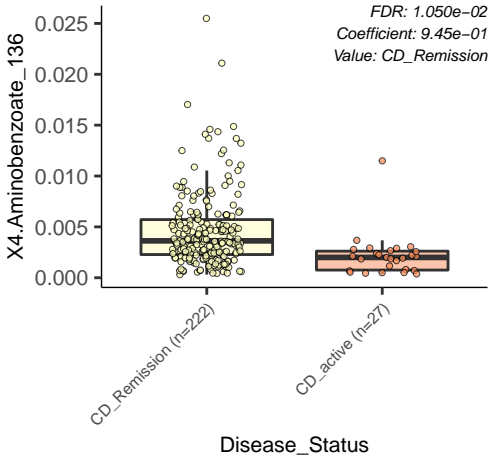 FDR: 1.050e−02
Coefficient: 9.45e−01
Value: CD_Remission
X4.Aminobenzoate_136
0.025
0.020
0.015
0.010
0.005
0.000
CD_Remission (n=222)
CD_active (n=27)
Disease_Status